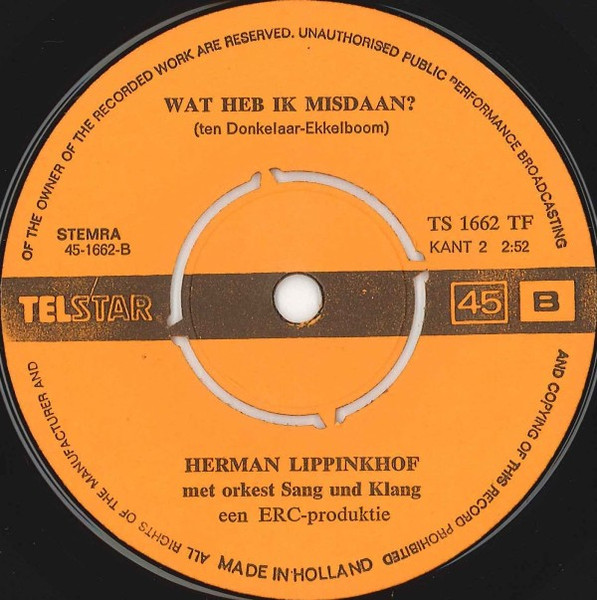 ALL RIGHTS OF THE MANUFACTURER AND OF THE OWNER OF THE RECORDED WORK ARE RESERVED. UNAUTHORISED PUBLIC PERFORMANCE BROADCASTING AND COPYING OF THIS RECORD PROHIBITED
WAT HEB IK MISDAAN?
(ten Donkelaar-Ekkelboom)
STEMRA
45-1662-B
TS 1662 TF
KANT 2 2:52
TELSTAR
45 B
HERMAN LIPPINKHOF
met orkest Sang und Klang
een ERC-produktie
MADE IN HOLLAND